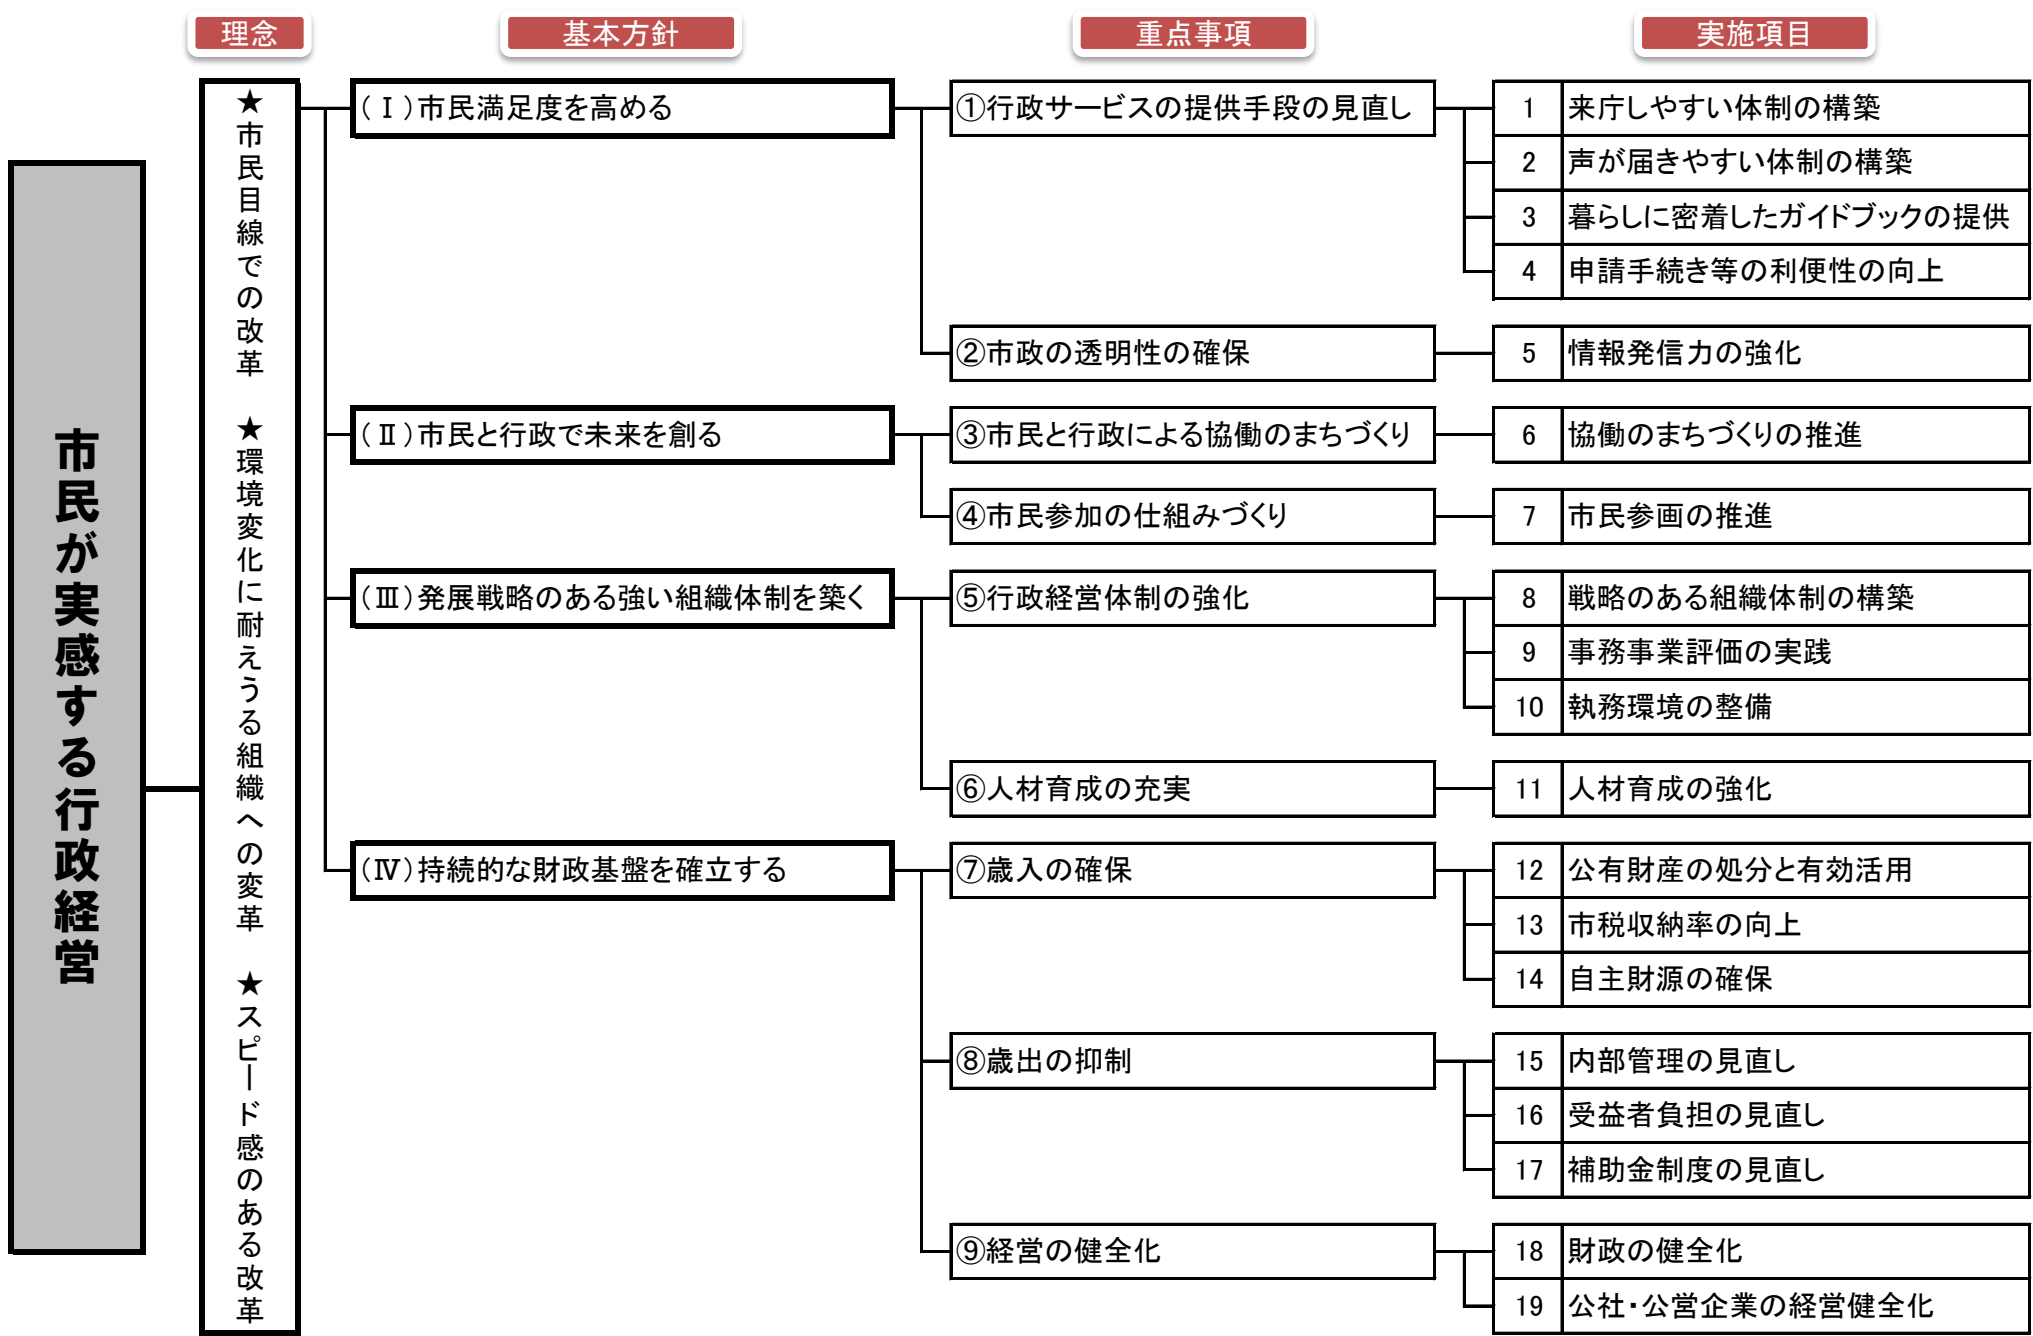 理念
基本方針
重点事項
実施項目
市民が実感する行政経営
★市民目線での改革　★環境変化に耐えうる組織への変革　★スピード感のある改革
(Ⅰ)市民満足度を高める
①行政サービスの提供手段の見直し
1 来庁しやすい体制の構築
2 声が届きやすい体制の構築
3 暮らしに密着したガイドブックの提供
4 申請手続き等の利便性の向上
②市政の透明性の確保
5 情報発信力の強化
(Ⅱ)市民と行政で未来を創る
③市民と行政による協働のまちづくり
6 協働のまちづくりの推進
④市民参加の仕組みづくり
7 市民参画の推進
(Ⅲ)発展戦略のある強い組織体制を築く
⑤行政経営体制の強化
8 戦略のある組織体制の構築
9 事務事業評価の実践
10 執務環境の整備
⑥人材育成の充実
11 人材育成の強化
(Ⅳ)持続的な財政基盤を確立する
⑦歳入の確保
12 公有財産の処分と有効活用
13 市税収納率の向上
14 自主財源の確保
⑧歳出の抑制
15 内部管理の見直し
16 受益者負担の見直し
17 補助金制度の見直し
⑨経営の健全化
18 財政の健全化
19 公社・公営企業の経営健全化